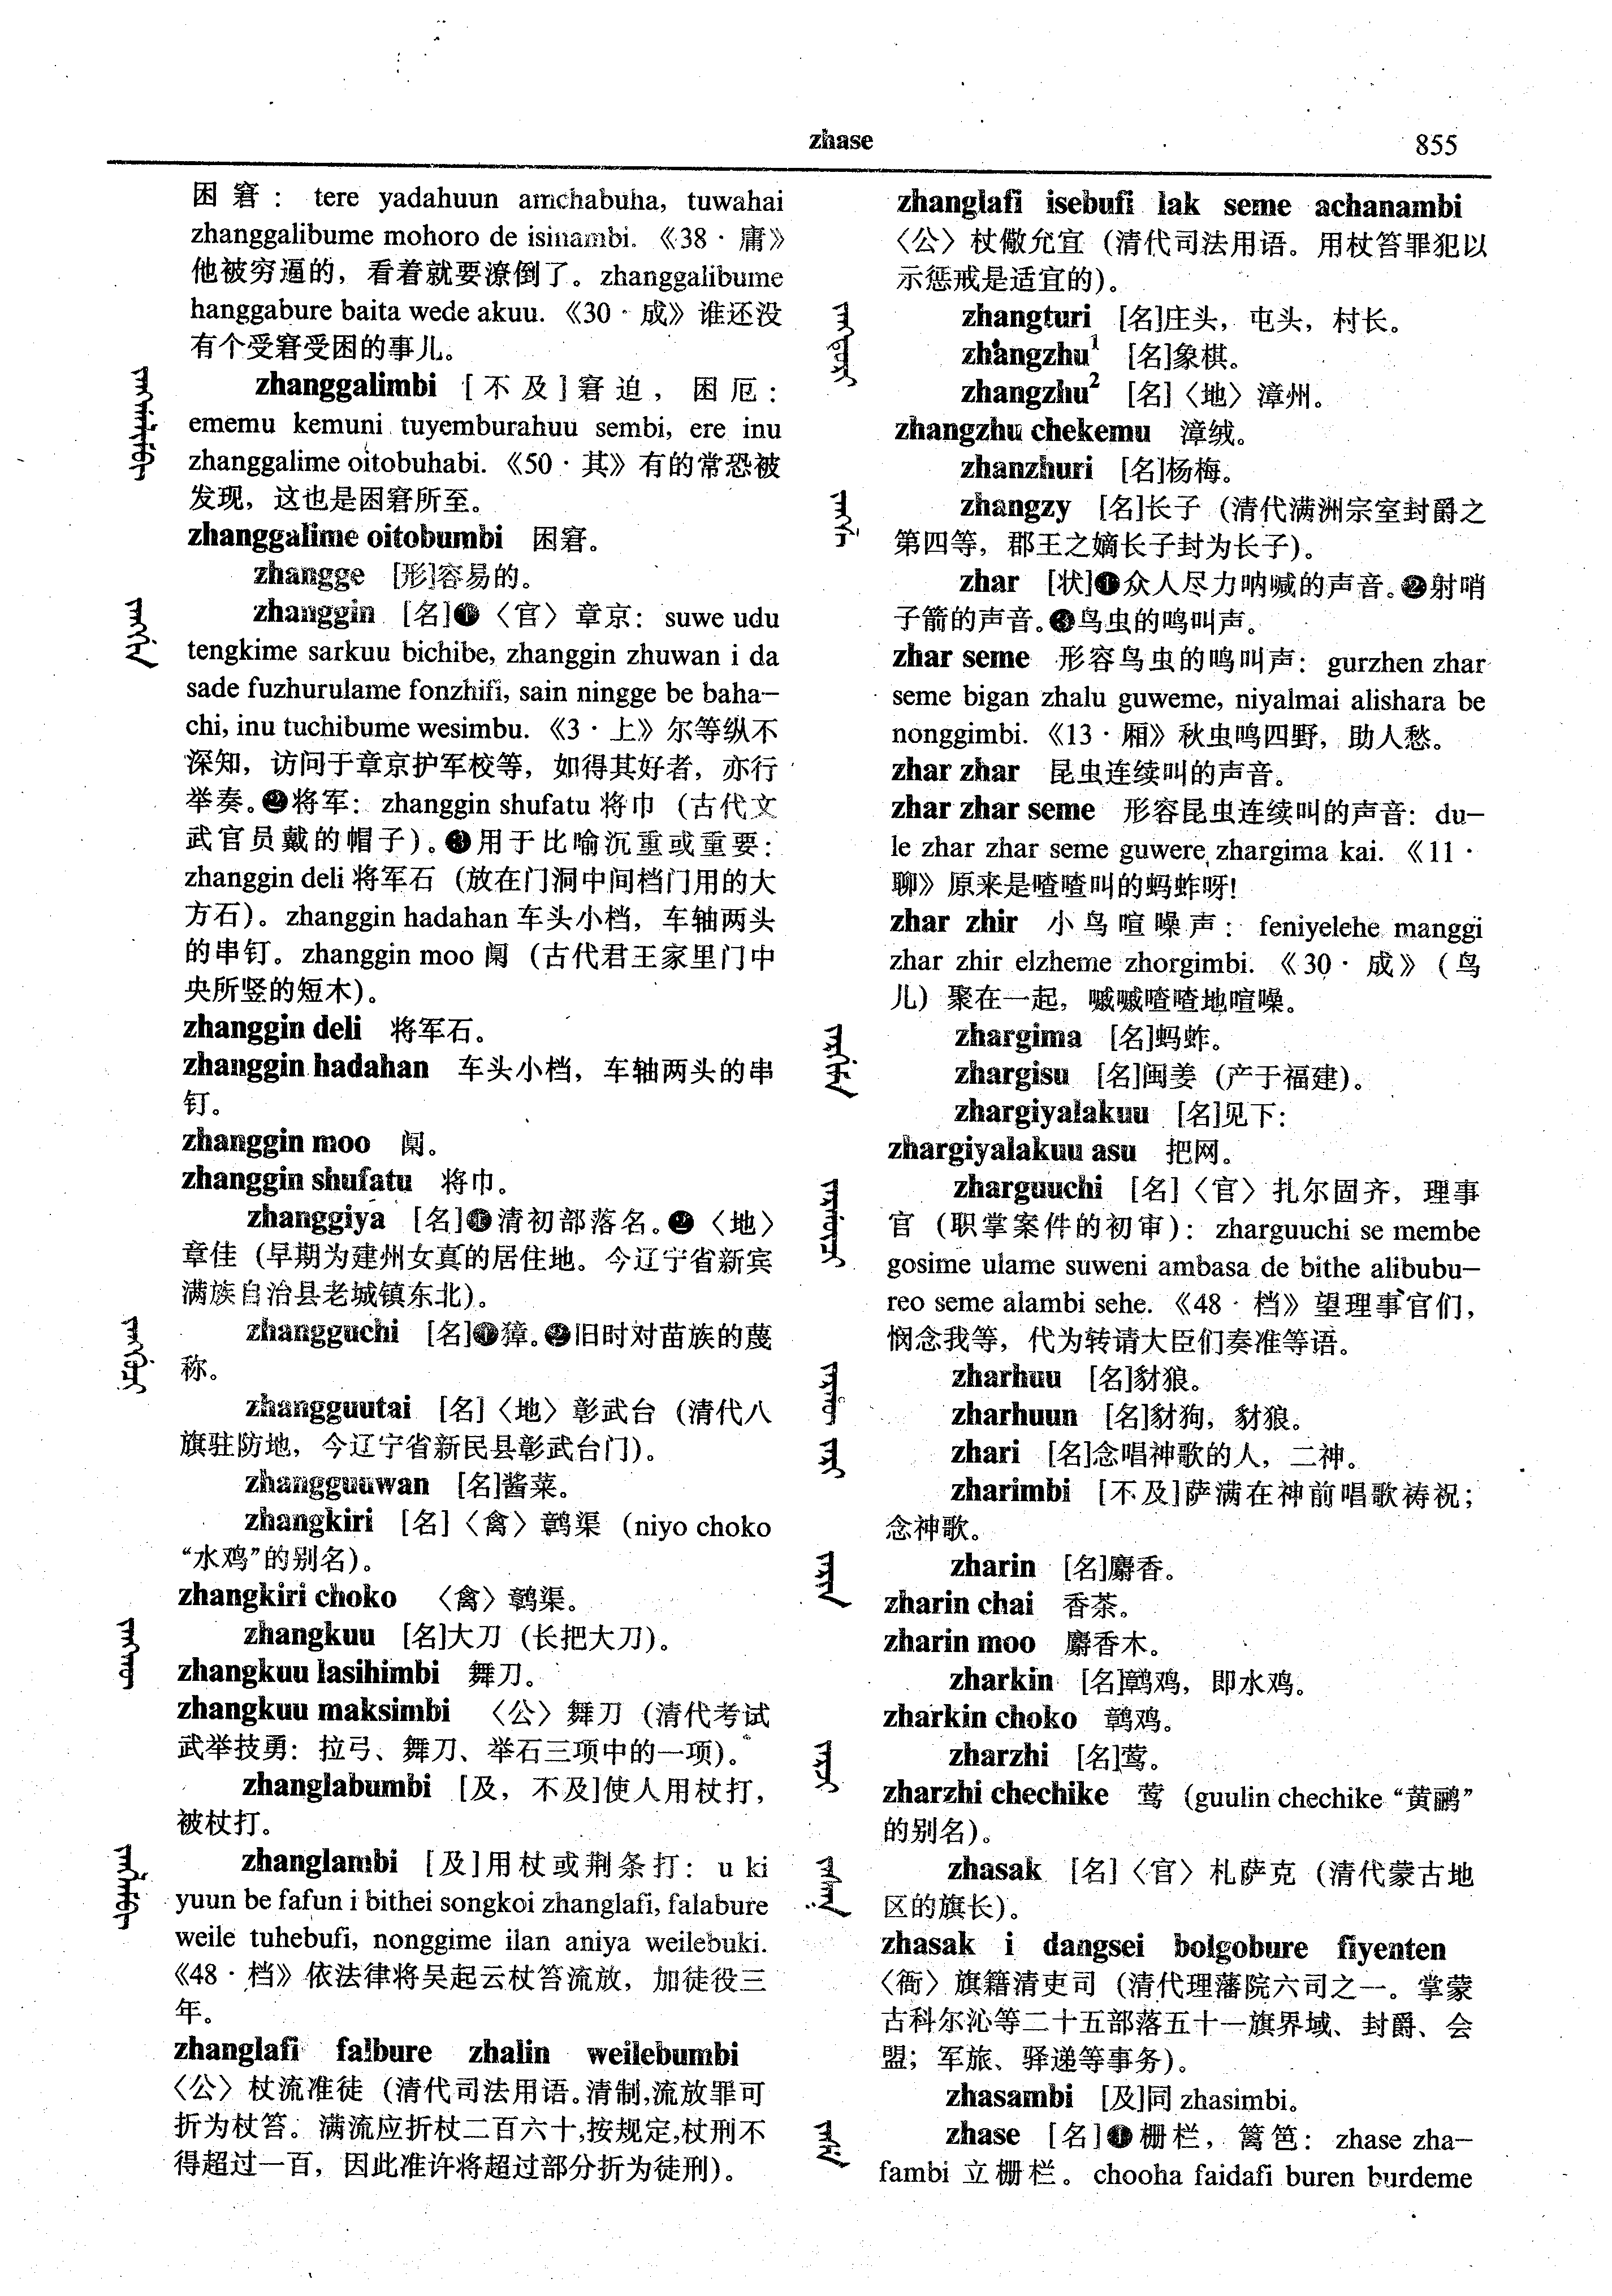 zhase
855
困窘：tere yadahuun amchabuha, tuwahai
zhanggalibume mohoro de isinambi.《38·庸》
他被穷逼的，看着就要潦倒了。zhanggalibume
hanggabure baita wede akuu.《30·成》谁还没
有个受窘受困的事儿。
zhanggalimbi [不及]窘迫，困厄：
ememu kemuni tuyemburahuu sembi, ere inu
zhanggalime oitobuhabi.《50·其》有的常恐被
发现，这也是困窘所至。
zhanggalime oitobumbi 困窘。
zhangge [形]容易的。
zhanggin [名]❶〈官〉章京：suwe udu
tengkime sarkuu bichibe, zhanggin zhuwan i da
sade fuzhurulame fonzhifi, sain ningge be baha—
chi, inu tuchibume wesimbu.《3·上》尔等纵不
深知，访问于章京护军校等，如得其好者，亦行
举奏。❷将军：zhanggin shufatu 将巾（古代文
武官员戴的帽子）。❸用于比喻沉重或重要：
zhanggin deli 将军石（放在门洞中间档门用的大
方石）。zhanggin hadahan 车头小档，车轴两头
的串钉。zhanggin moo 阒（古代君王家里门中
央所竖的短木）。
zhanggin deli 将军石。
zhanggin hadahan 车头小档，车轴两头的串
钉。
zhanggin moo 阒。
zhanggin shufatu 将巾。
zhanggiya [名]❶清初部落名。❷〈地〉
章佳（早期为建州女真的居住地。今辽宁省新宾
满族自治县老城镇东北）。
zhangguchi [名]❶獐。❷旧时对苗族的蔑
称。
zhangguutai [名]〈地〉彰武台（清代八
旗驻防地，今辽宁省新民县彰武台门）。
zhangguuwan [名]酱菜。
zhangkiri [名]〈禽〉鹳渠（niyo choko
“水鸡”的别名）。
zhangkiri choko 〈禽〉鹳渠。
zhangkuu [名]大刀（长把大刀）。
zhangkuu lasihimbi 舞刀。
zhangkuu maksimbi 〈公〉舞刀（清代考试
武举技勇：拉弓、舞刀、举石三项中的一项）。
zhanglabumbi [及，不及]使人用杖打，
被杖打。
zhanglambi [及]用杖或荆条打：u ki
yuun be fafun i bithei songkoi zhanglafi, falabure
weile tuhebufi, nonggime ilan aniya weilebuki.
《48·档》依法律将吴起云杖笞流放，加徒役三
年。
zhanglafi falbure zhalin weilebumbi
〈公〉杖流准徒（清代司法用语。清制,流放罪可
折为杖笞。满流应折杖二百六十,按规定,杖刑不
得超过一百，因此准许将超过部分折为徒刑）。
zhanglafi isebufi lak seme achanambi
〈公〉杖儆允宜（清代司法用语。用杖笞罪犯以
示惩戒是适宜的）。
zhangturi [名]庄头，屯头，村长。
zhangzhu¹ [名]象棋。
zhangzhu² [名]〈地〉漳州。
zhangzhu chekemu 漳绒。
zhanzhuri [名]杨梅。
zhangzy [名]长子（清代满洲宗室封爵之
第四等，郡王之嫡长子封为长子）。
zhar [状]❶众人尽力呐喊的声音。❷射哨
子箭的声音。❸鸟虫的鸣叫声。
zhar seme 形容鸟虫的鸣叫声：gurzhen zhar
seme bigan zhalu guweme, niyalmai alishara be
nonggimbi.《13·厢》秋虫鸣四野，助人愁。
zhar zhar 昆虫连续叫的声音。
zhar zhar seme 形容昆虫连续叫的声音：du—
le zhar zhar seme guwere zhargima kai.《11·
聊》原来是喳喳叫的蚂蚱呀!
zhar zhir 小鸟喧噪声：feniyelehe manggi
zhar zhir elzheme zhorgimbi.《30·成》（鸟
儿）聚在一起，喊喊喳喳地喧噪。
zhargima [名]蚂蚱。
zhargisu [名]闽姜（产于福建）。
zhargiyalakuu [名]见下：
zhargiyalakuu asu 把网。
zharguuchi [名]〈官〉扎尔固齐，理事
官（职掌案件的初审）：zharguuchi se membe
gosime ulame suweni ambasa de bithe alibubu—
reo seme alambi sehe.《48·档》望理事官们，
悯念我等，代为转请大臣们奏准等语。
zharhuu [名]豺狼。
zharhuun [名]豺狗，豺狼。
zhari [名]念唱神歌的人，二神。
zharimbi [不及]萨满在神前唱歌祷祝；
念神歌。
zharin [名]麝香。
zharin chai 香茶。
zharin moo 麝香木。
zharkin [名]鹳鸡，即水鸡。
zharkin choko 鹳鸡。
zharzhi [名]莺。
zharzhi chechike 莺（guulin chechike “黄鹂”
的别名）。
zhasak [名]〈官〉札萨克（清代蒙古地
区的旗长）。
zhasak i dangsei bolgobure fiyenten
〈衙〉旗籍清吏司（清代理藩院六司之一。掌蒙
古科尔沁等二十五部落五十一旗界域、封爵、会
盟；军旅、驿递等事务）。
zhasambi [及]同 zhasimbi。
zhase [名]❶栅栏，篱笆：zhase zha—
fambi 立栅栏。chooha faidafi buren burdeme